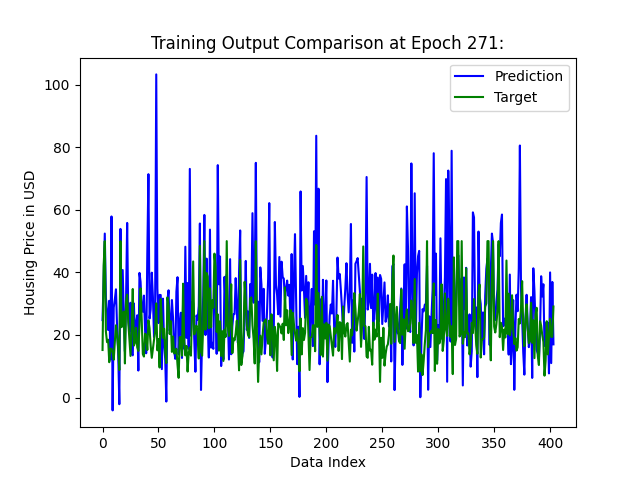 Training Output Comparison at Epoch 271:
Prediction
Target
Housing Price in USD
100
80
60
40
20
0
0 50 100 150 200 250 300 350 400
Data Index